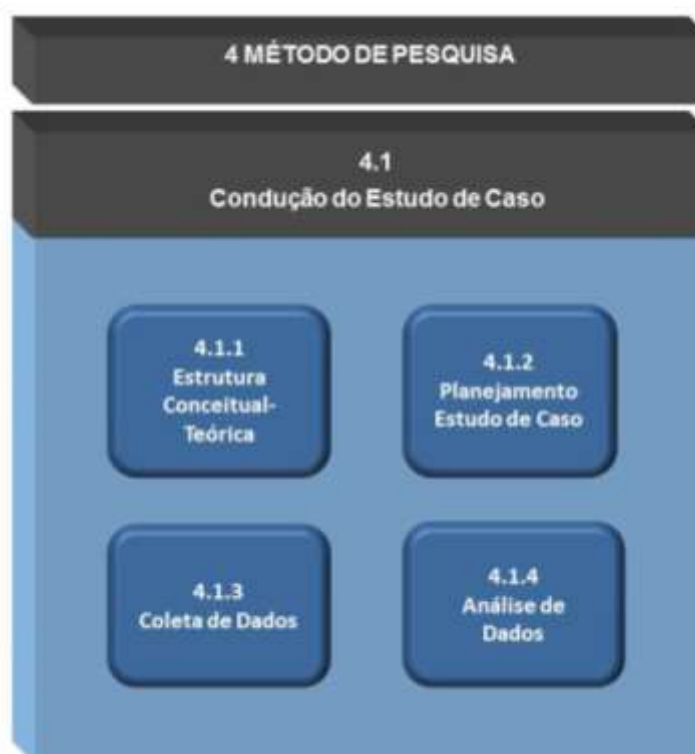 4 MÉTODO DE PESQUISA
4.1
Condução do Estudo de Caso
4.1.1
Estrutura
Conceitual-
Teórica
4.1.2
Planejamento
Estudo de Caso
4.1.3
Coleta de Dados
4.1.4
Análise de
Dados